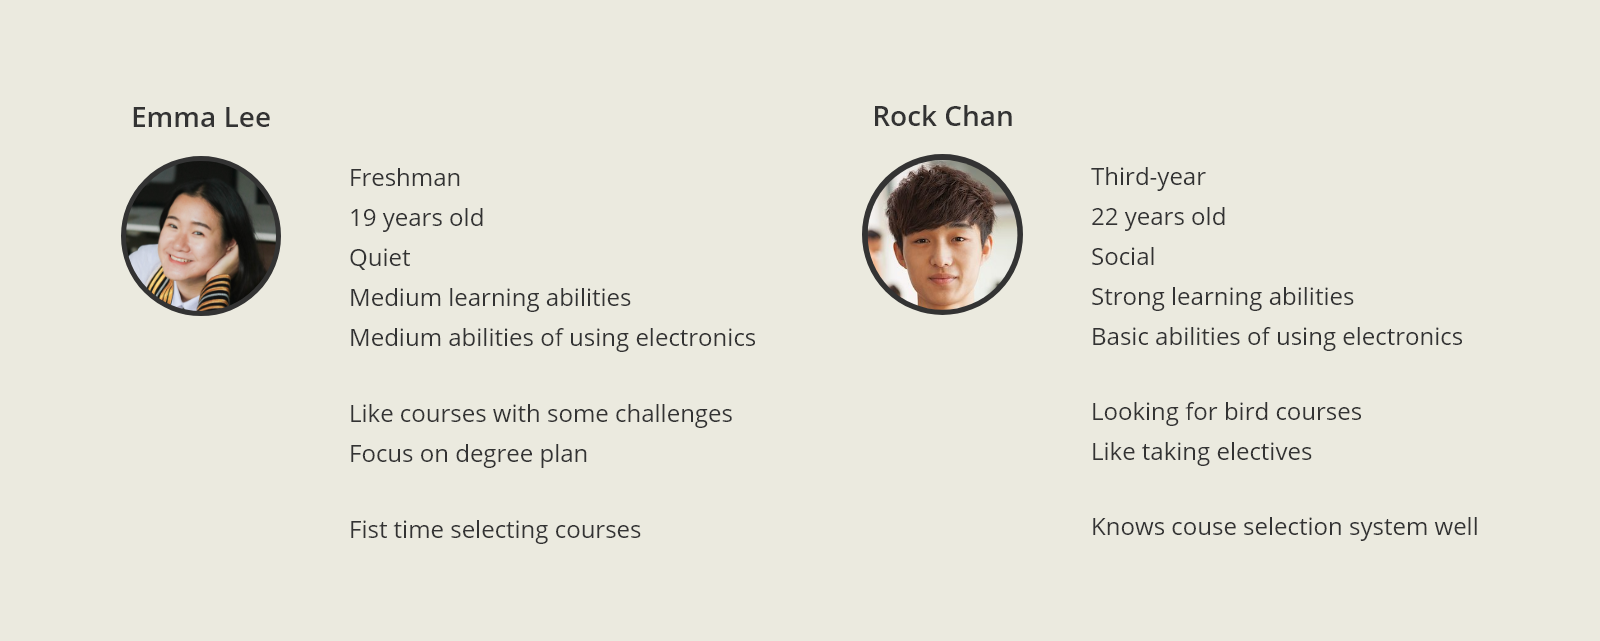 Emma Lee
Freshman
19 years old
Quiet
Medium learning abilities
Medium abilities of using electronics
Like courses with some challenges
Focus on degree plan
Fist time selecting courses
Rock Chan
Third-year
22 years old
Social
Strong learning abilities
Basic abilities of using electronics
Looking for bird courses
Like taking electives
Knows couse selection system well